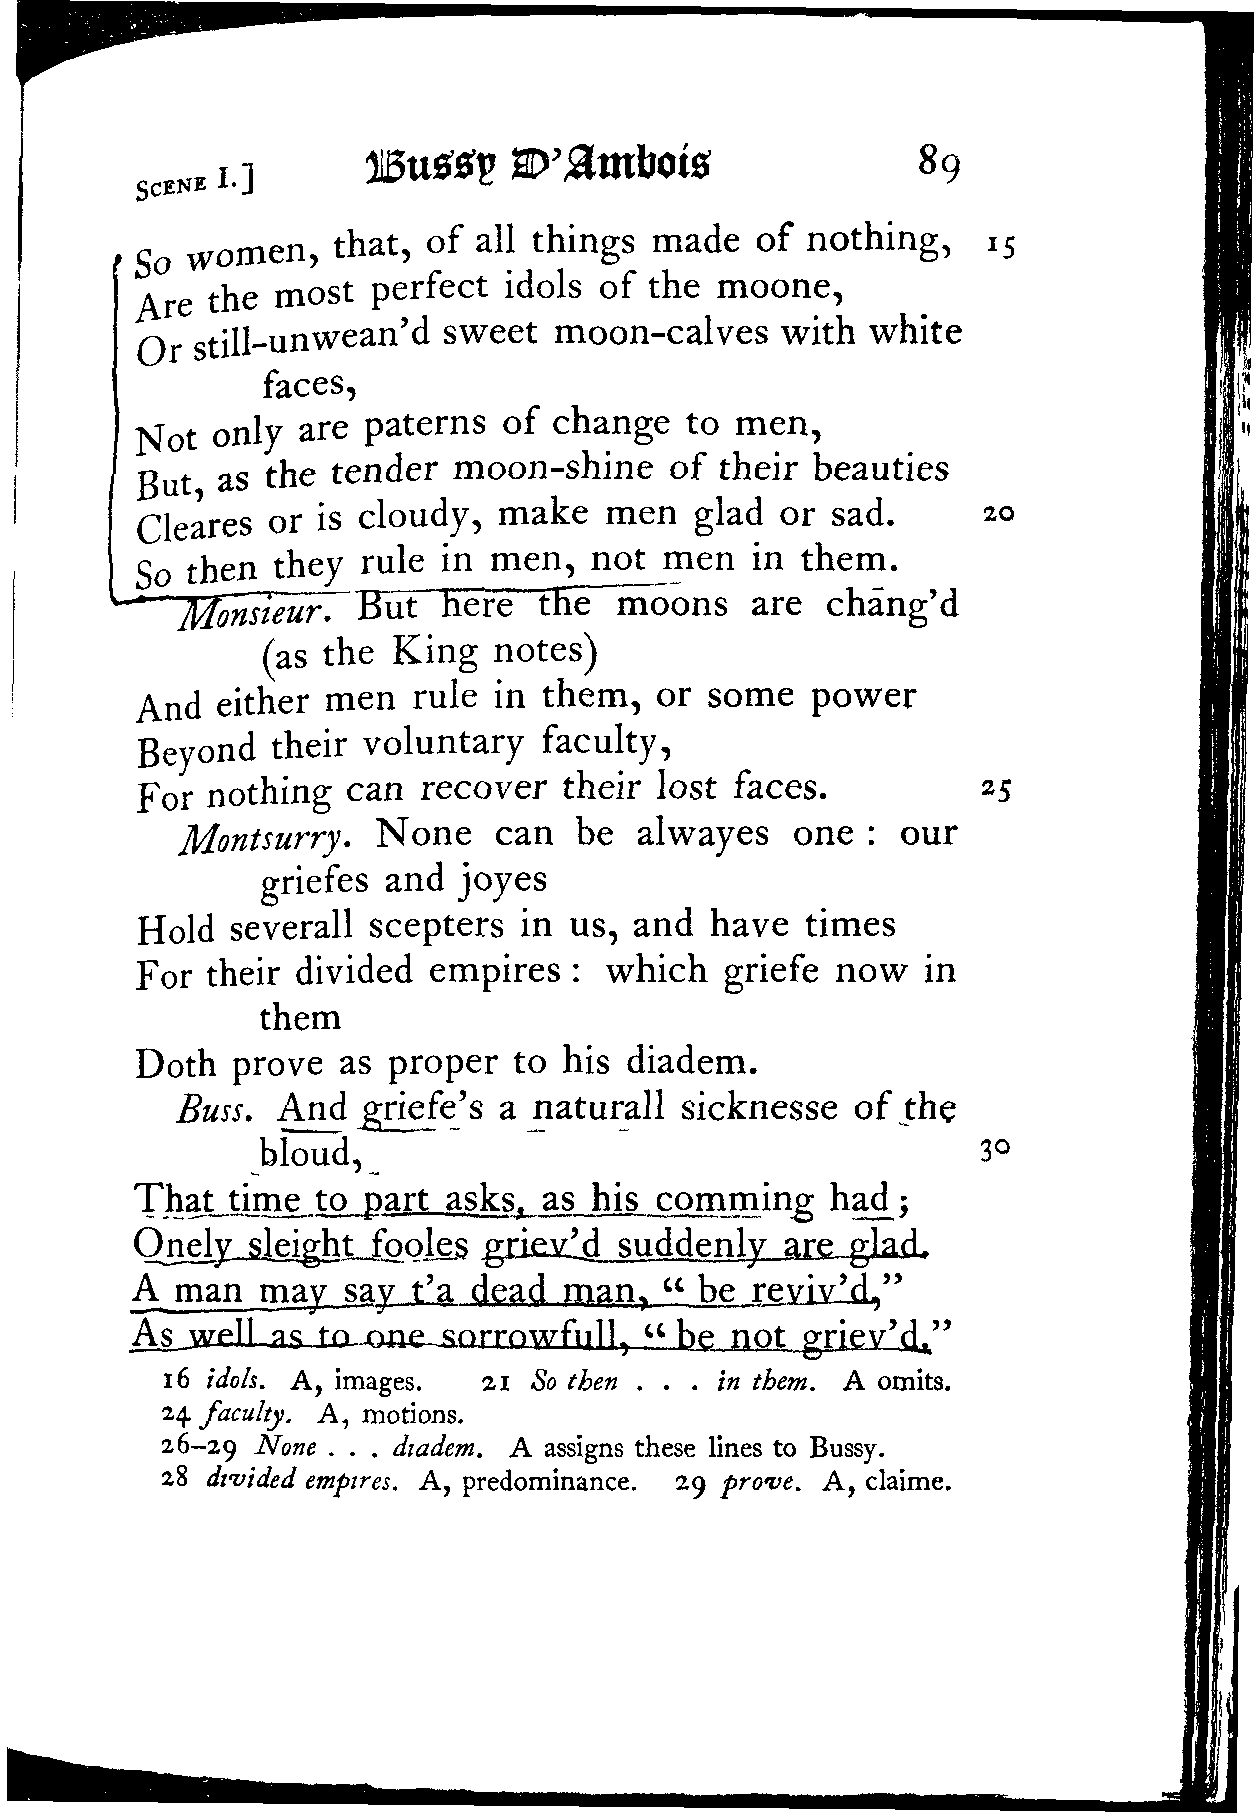 SCENE I.] Bussy D'Ambois 89
So women, that, of all things made of nothing, 15
Are the most perfect idols of the moone,
Or still-unwean'd sweet moon-calves with white
faces,
Not only are paterns of change to men,
But, as the tender moon-shine of their beauties
Cleares or is cloudy, make men glad or sad. 20
So then they rule in men, not men in them.
Monsieur. But here the moons are chang'd
(as the King notes)
And either men rule in them, or some power
Beyond their voluntary faculty,
For nothing can recover their lost faces. 25
Montsurry. None can be alwayes one : our
griefes and joyes
Hold severall scepters in us, and have times
For their divided empires : which griefe now in
them
Doth prove as proper to his diadem.
Buss. And griefe's a naturall sicknesse of the
bloud, 30
That time to part asks, as his comming had ;
Onely sleight fooles griev'd suddenly are glad.
A man may say t'a dead man, “ be reviv'd,”
As well as to one sorrowfull, “ be not griev'd.”
16 idols. A, images. 21 So then . . . in them. A omits.
24 faculty. A, motions.
26–29 None . . . diadem. A assigns these lines to Bussy.
28 divided empires. A, predominance. 29 prove. A, claime.